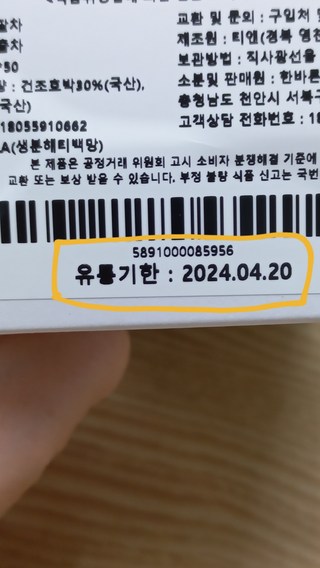 교환 및 문의 : 구입처 및
제조원 : 티엔(경북 영천
보관방법 : 직사광선을
소분및 판매원 : 한바른
충청남도 천안시 서북구
고객상담 전화번호 : 18
팥차
출차
*50
: 건조호박30%(국산),
국산)
18055910662
LA(생분해티백망)
본 제품은 공정거래 위원회 고시 소비자 분쟁해결 기준에
교환 또는 보상 받을 수 있습니다. 부정 불량 식품 신고는 국번
5891000085956
유통기한 : 2024.04.20